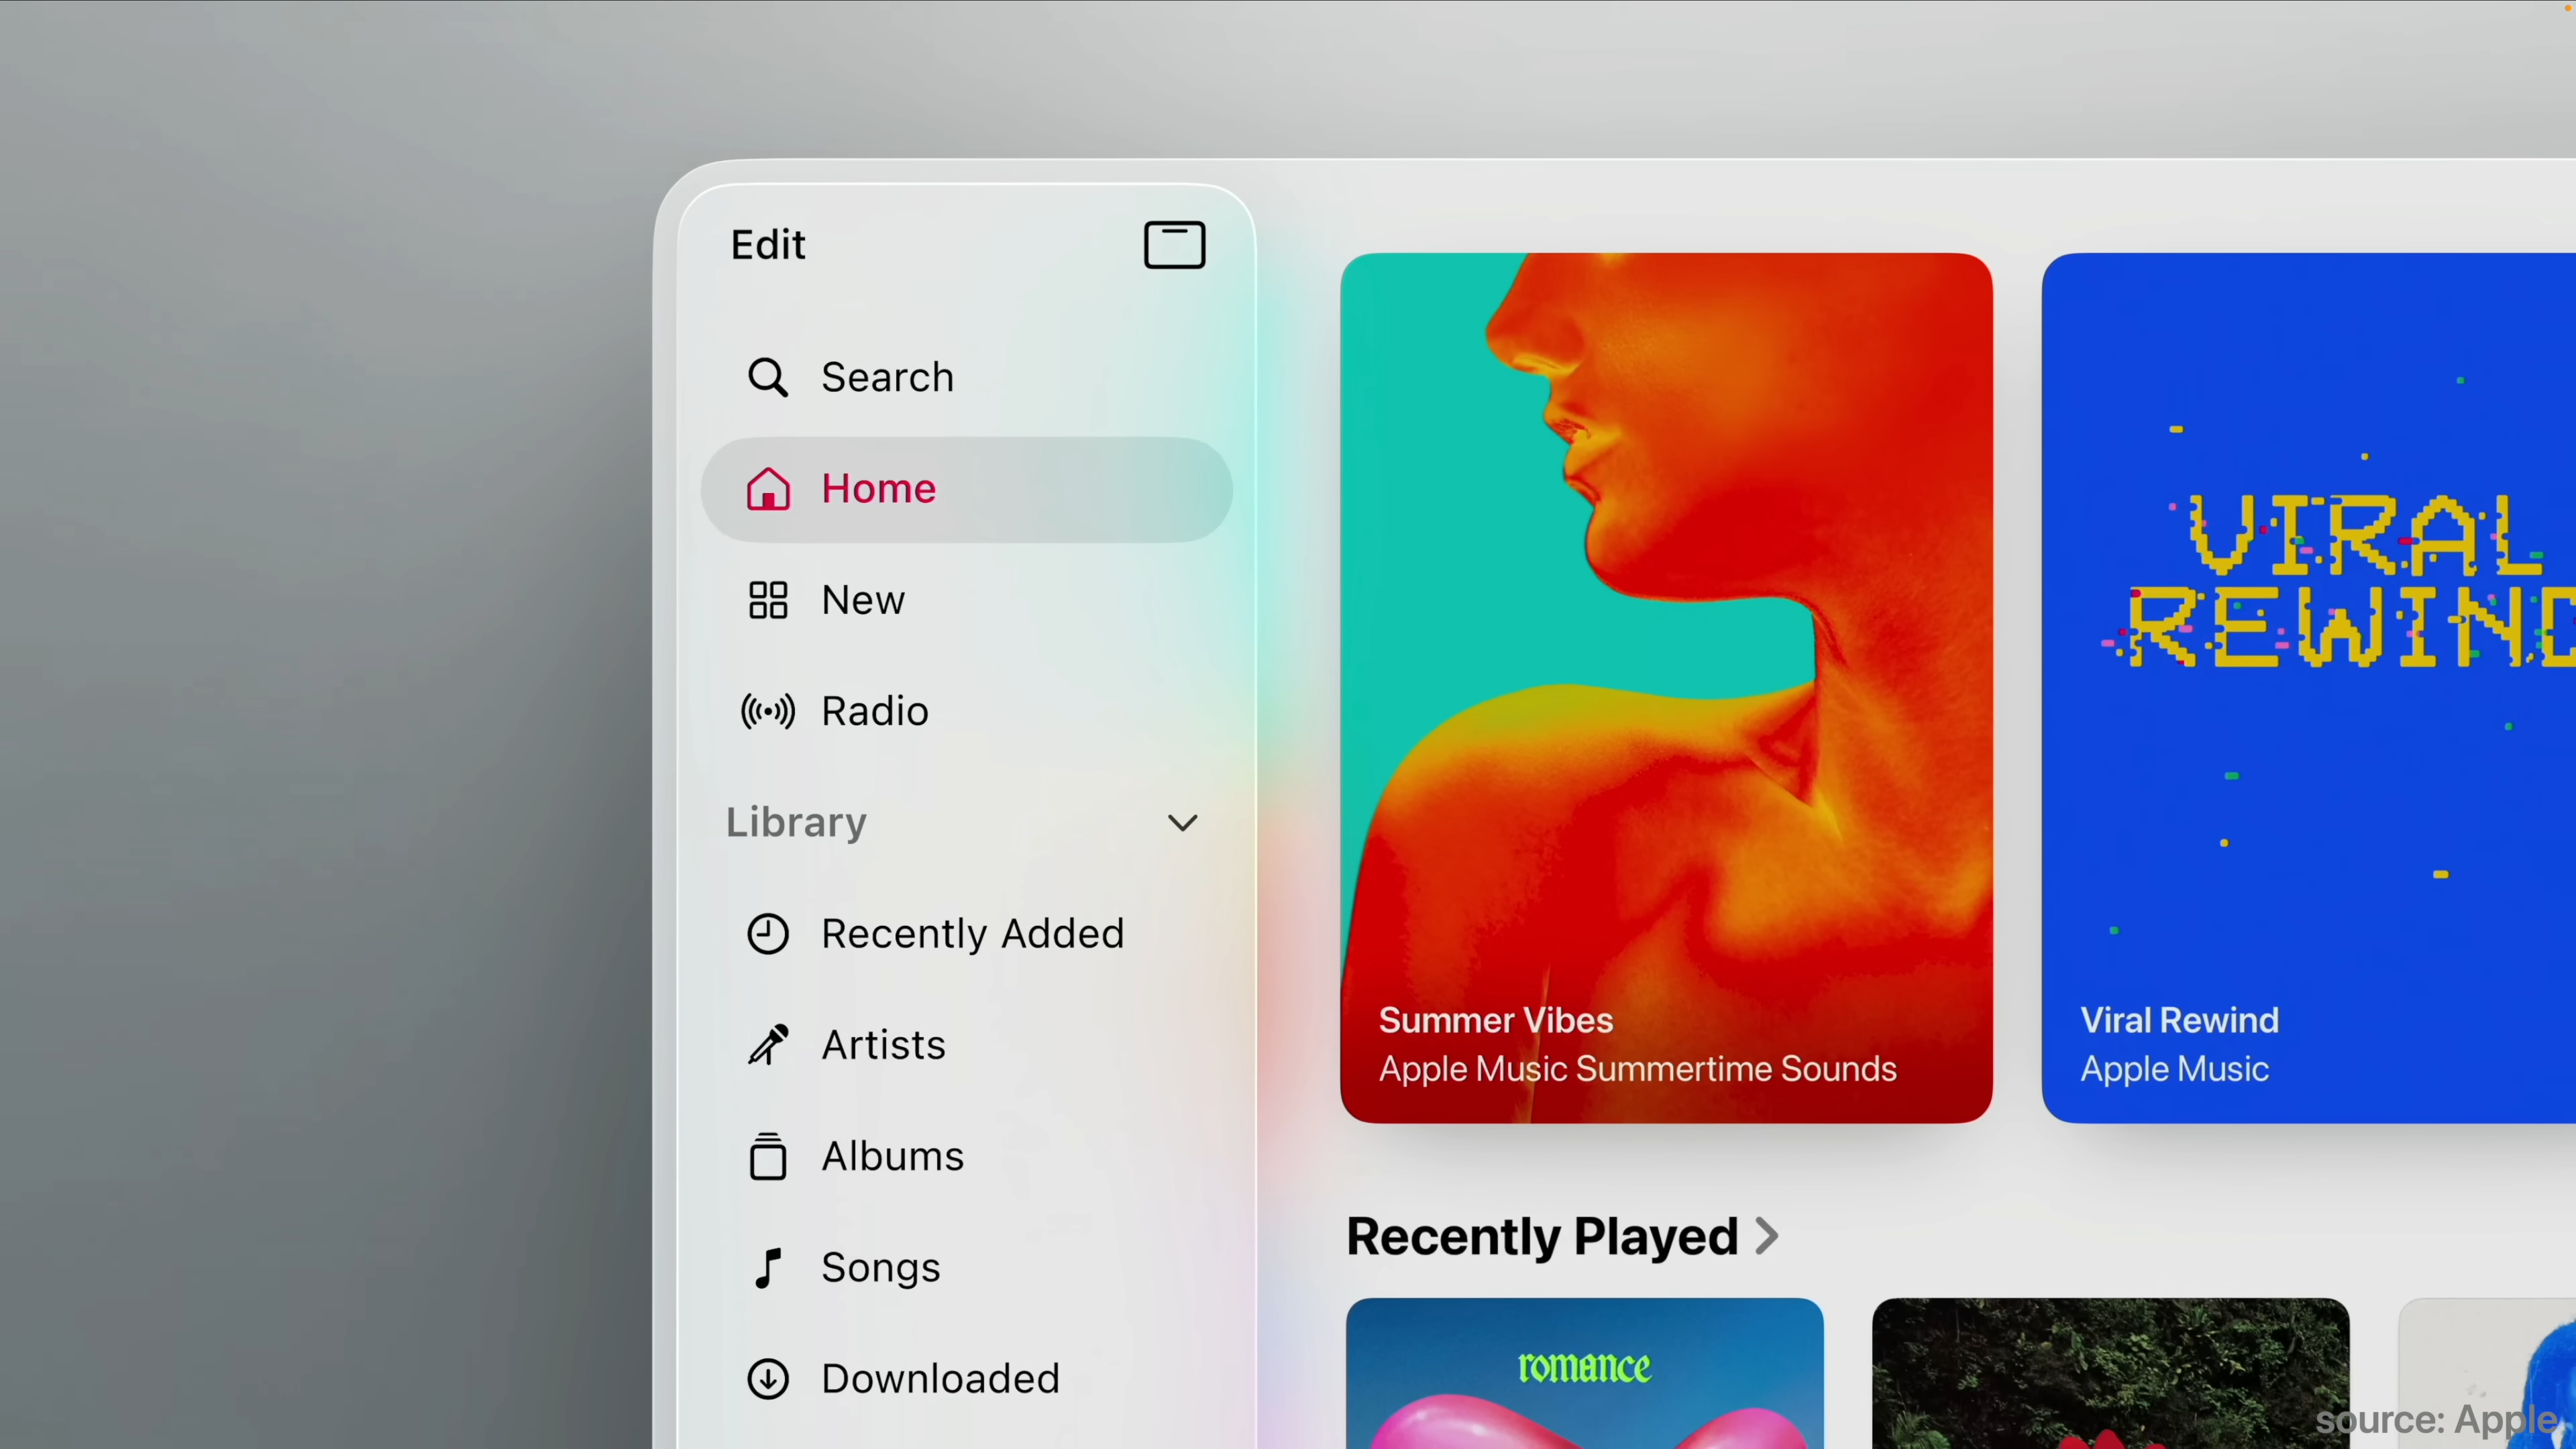 Edit
Search
Home
New
Radio
Library
Recently Added
Artists
Albums
Songs
Downloaded
Summer Vibes
Apple Music Summertime Sounds
VIRAL
Viral Rewind
Apple Music
Recently Played
romance
source: Apple